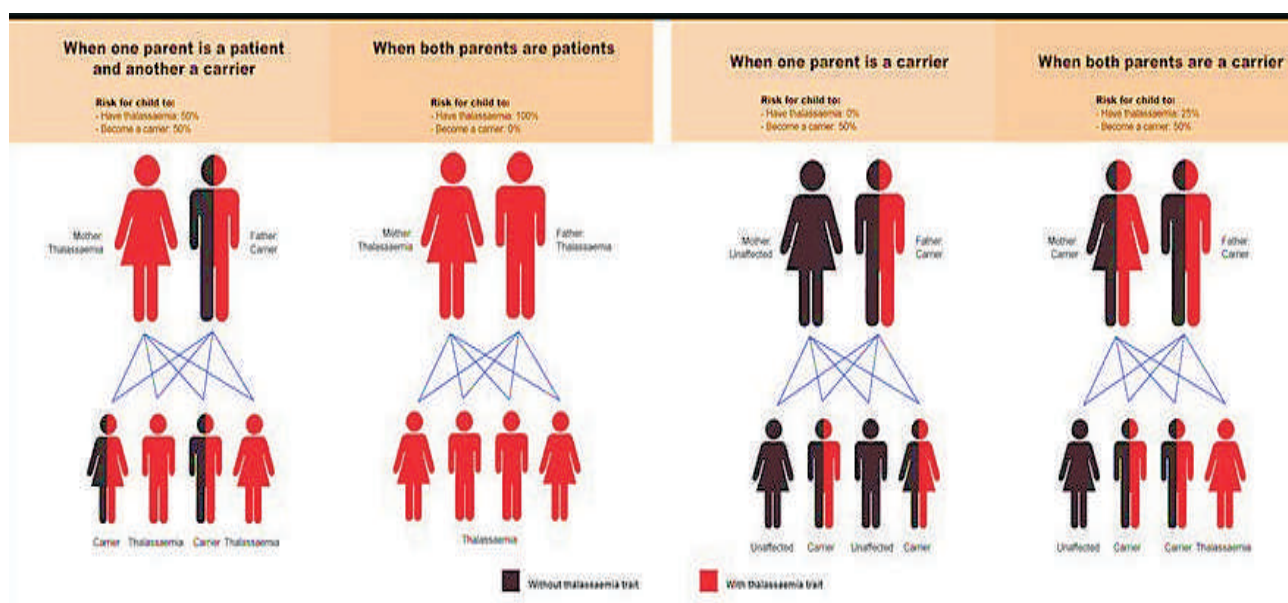 When one parent is a patient
and another a carrier
Risk for child to:
- Have thalassaemia: 50%
- Become a carrier: 50%
Mother:
Thalassaemia
Father:
Carrier
Carrier Thalassaemia Carrier Thalassaemia
When both parents are patients
Risk for child to:
- Have thalassaemia: 100%
- Become a carrier: 0%
Mother:
Thalassaemia
Father:
Thalassaemia
Thalassaemia
When one parent is a carrier
Risk for child to:
- Have thalassaemia: 0%
- Become a carrier: 50%
Mother:
Unaffected
Father:
Carrier
Unaffected Carrier Unaffected Carrier
When both parents are a carrier
Risk for child to:
- Have thalassaemia: 25%
- Become a carrier: 50%
Mother:
Carrier
Father:
Carrier
Unaffected Carrier Carrier Thalassaemia
Without thalassaemia trait
With thalassaemia trait